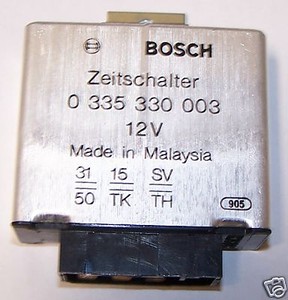 BOSCH
Zeitschalter
0 335 330 003
12V
Made in Malaysia
31 15 SV
50 TK TH
905